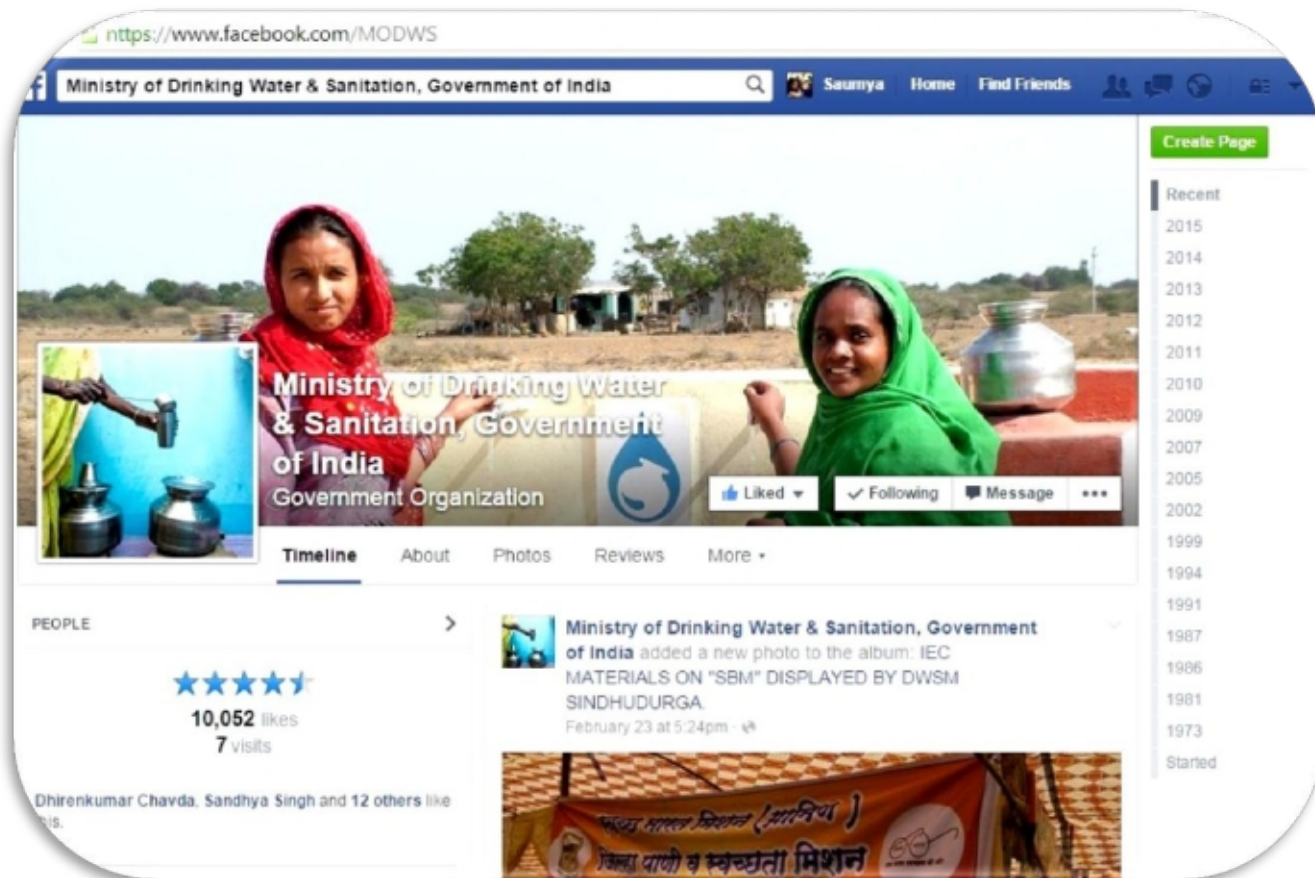 https://www.facebook.com/MODWS
Ministry of Drinking Water & Sanitation, Government of India
Saumya Home Find Friends
Create Page
Recent
2015
2014
2013
2012
2011
2010
2009
2007
2005
2002
1999
1994
1991
1987
1986
1981
1973
Started
Ministry of Drinking Water
& Sanitation, Government
of India
Government Organization
Liked Following Message
Timeline About Photos Reviews More
PEOPLE
10,052 likes
7 visits
Dhirenkumar Chavda, Sandhya Singh and 12 others like
this.
Ministry of Drinking Water & Sanitation, Government
of India added a new photo to the album: IEC
MATERIALS ON "SBM" DISPLAYED BY DWSM
SINDHUDURGA.
February 23 at 5:24pm
स्वच्छ भारत मिशन (ग्रामिण)
जिल्हा पाणी व स्वच्छता मिशन